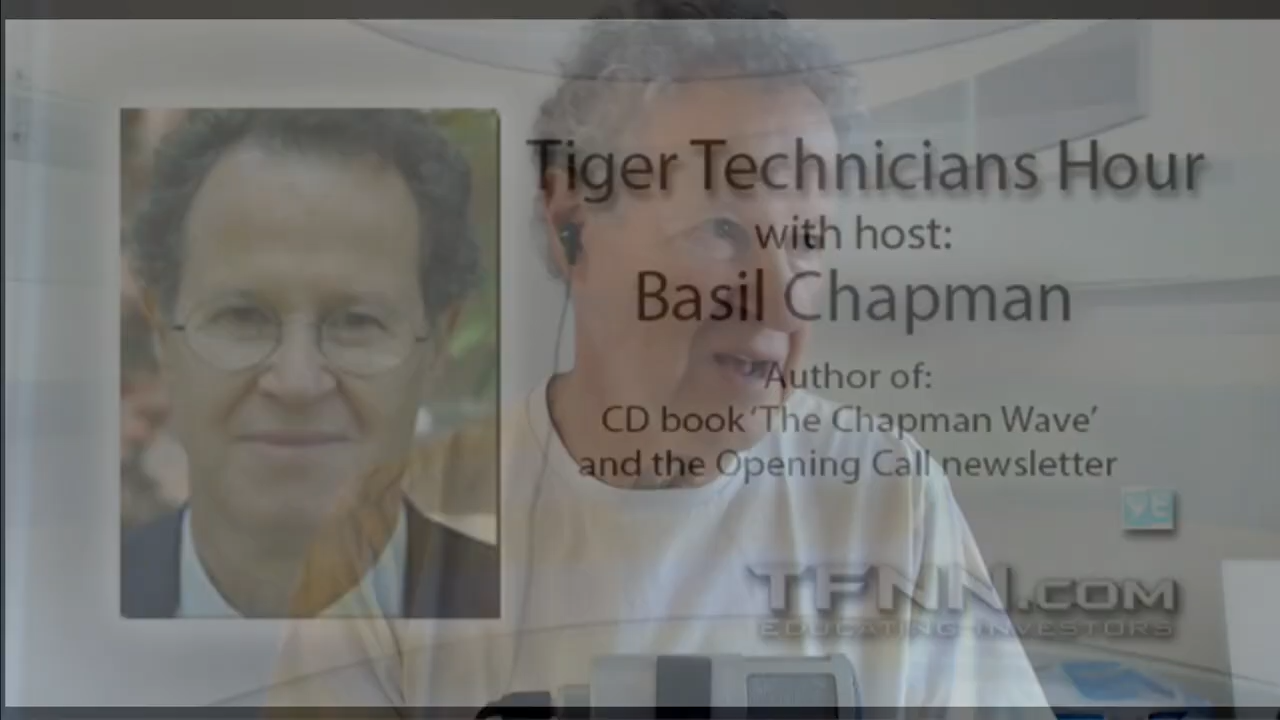 Tiger Technicians Hour
with host:
Basil Chapman
Author of:
CD book 'The Chapman Wave'
and the Opening Call newsletter
TFNN.COM
EDUCATING INVESTORS